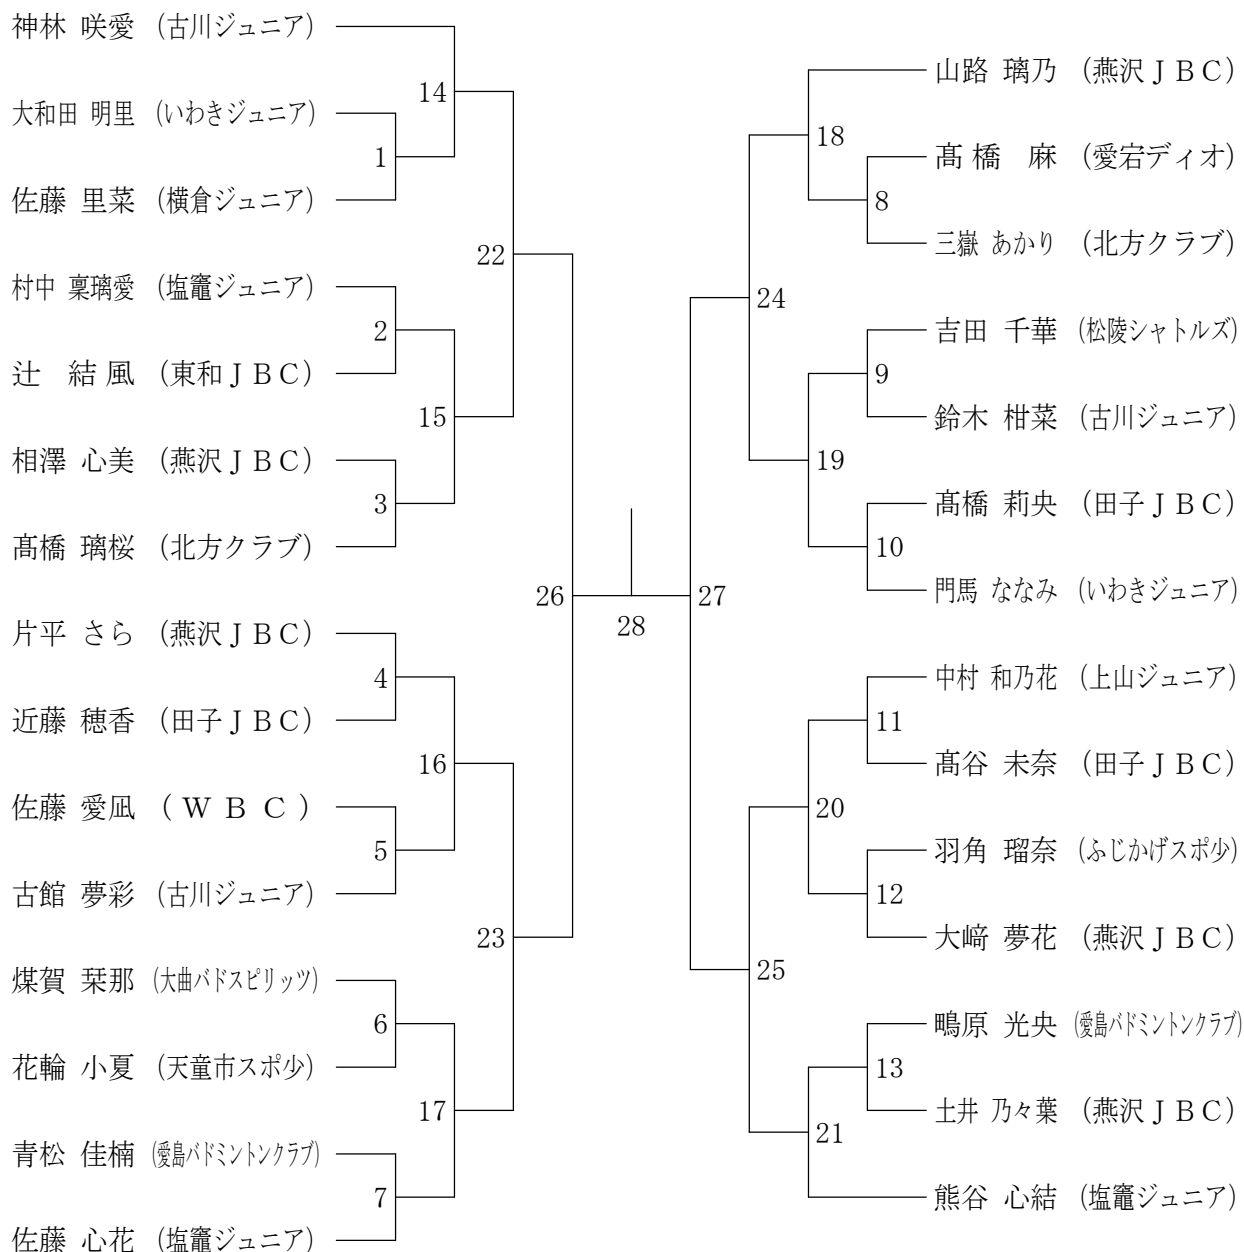 神林 咲愛 (古川ジュニア)
大和田 明里 (いわきジュニア)
佐藤 里菜 (横倉ジュニア)
村中 稟璃愛 (塩竈ジュニア)
辻 結風 (東和ＪＢＣ)
相澤 心美 (燕沢ＪＢＣ)
髙橋 璃桜 (北方クラブ)
片平 さら (燕沢ＪＢＣ)
近藤 穂香 (田子ＪＢＣ)
佐藤 愛凪 (ＷＢＣ)
古館 夢彩 (古川ジュニア)
煤賀 栞那 (大曲バドスピリッツ)
花輪 小夏 (天童市スポ少)
青松 佳楠 (愛島バドミントンクラブ)
佐藤 心花 (塩竈ジュニア)
1
2
3
4
5
6
7
14
15
16
17
22
23
26
28
27
24
25
18
19
20
21
8
9
10
11
12
13
山路 璃乃 (燕沢ＪＢＣ)
髙橋 麻 (愛宕ディオ)
三嶽 あかり (北方クラブ)
吉田 千華 (松陵シャトルズ)
鈴木 柑菜 (古川ジュニア)
髙橋 莉央 (田子ＪＢＣ)
門馬 ななみ (いわきジュニア)
中村 和乃花 (上山ジュニア)
髙谷 未奈 (田子ＪＢＣ)
羽角 瑠奈 (ふじかげスポ少)
大﨑 夢花 (燕沢ＪＢＣ)
鴫原 光央 (愛島バドミントンクラブ)
土井 乃々葉 (燕沢ＪＢＣ)
熊谷 心結 (塩竈ジュニア)